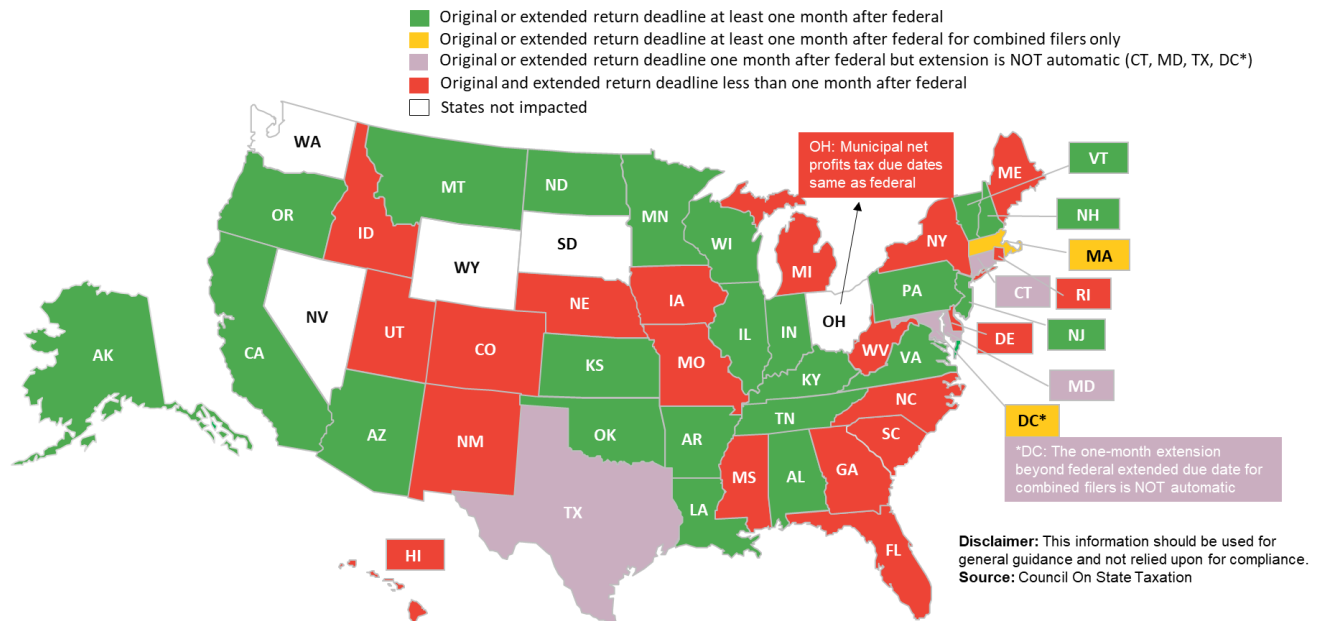 Original or extended return deadline at least one month after federal
Original or extended return deadline at least one month after federal for combined filers only
Original or extended return deadline one month after federal but extension is NOT automatic (CT, MD, TX, DC*)
Original and extended return deadline less than one month after federal
States not impacted
WA
OH: Municipal net
profits tax due dates
same as federal
ME
VT
MT
ND
MN
OR
ID
SD
WI
NH
NY
MA
WY
MI
CT
RI
NE
IA
PA
NV
OH
NJ
AK
CA
UT
CO
IL
IN
DE
WV
VA
KS
MO
KY
MD
NC
TN
DC*
AZ
NM
OK
AR
SC
*DC: The one-month extension
beyond federal extended due date for
combined filers is NOT automatic
MS
AL
GA
TX
LA
HI
FL
Disclaimer: This information should be used for
general guidance and not relied upon for compliance.
Source: Council On State Taxation